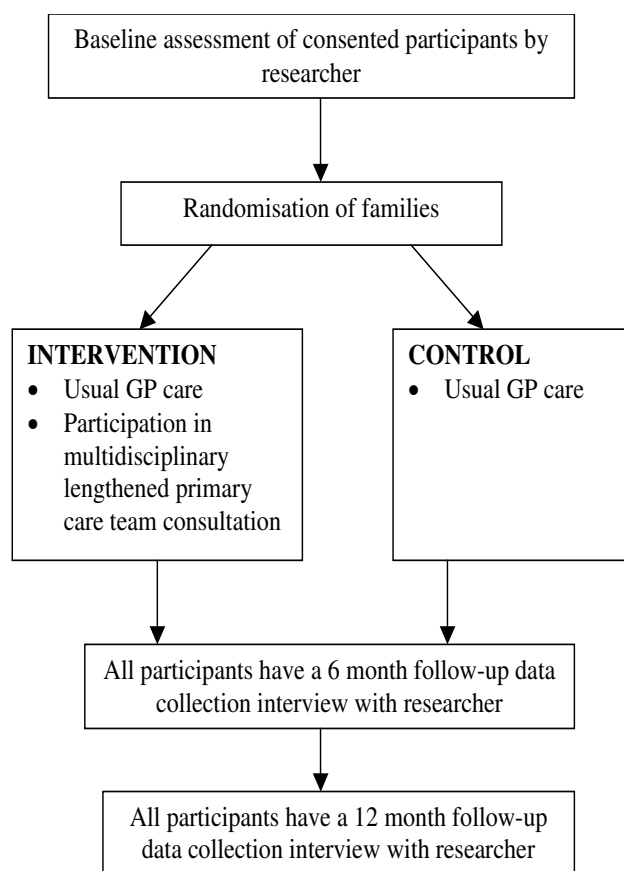 Baseline assessment of consented participants by
researcher
Randomisation of families
INTERVENTION
• Usual GP care
• Participation in
multidisciplinary
lengthened primary
care team consultation
CONTROL
• Usual GP care
All participants have a 6 month follow-up data
collection interview with researcher
All participants have a 12 month follow-up
data collection interview with researcher